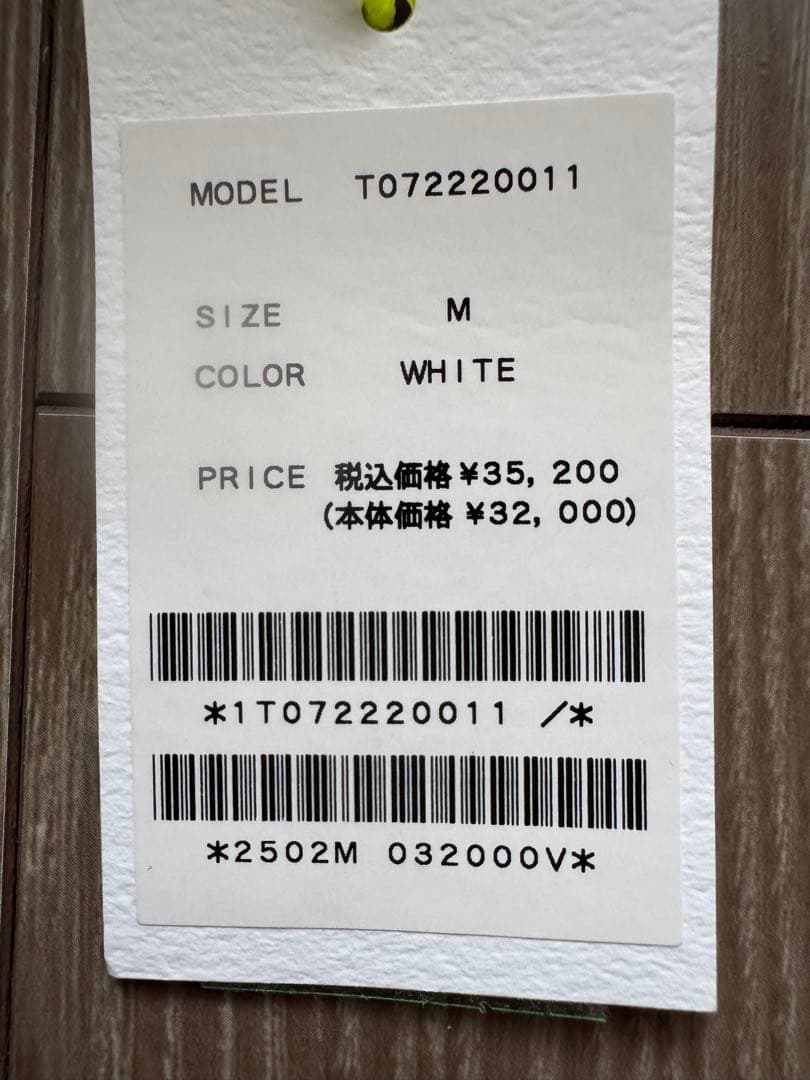 MODEL T072220011
SIZE M
COLOR WHITE
PRICE 税込価格 ¥35, 200
(本体価格 ¥32, 000)
*1T072220011 /*
*2502M 032000V*